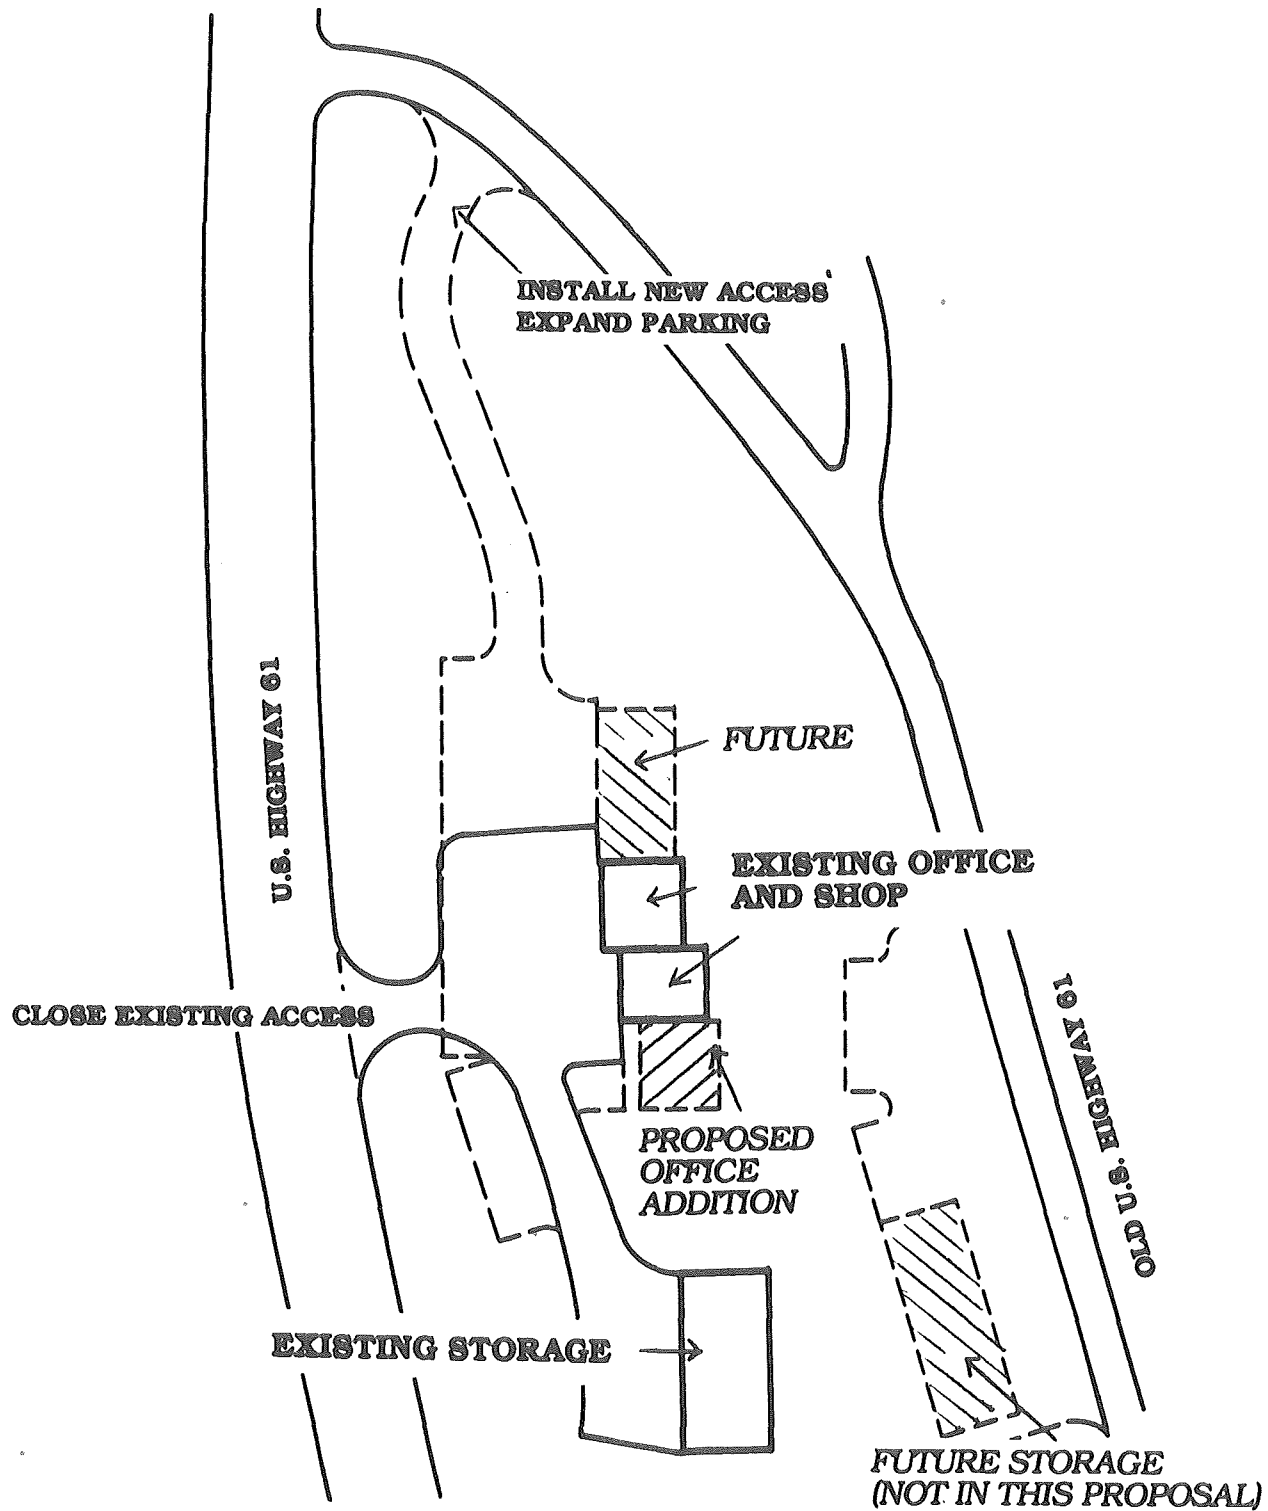 INSTALL NEW ACCESS
EXPAND PARKING
U.S. HIGHWAY 61
FUTURE
EXISTING OFFICE
AND SHOP
CLOSE EXISTING ACCESS
OLD U.S. HIGHWAY 61
PROPOSED
OFFICE
ADDITION
EXISTING STORAGE
FUTURE STORAGE
(NOT IN THIS PROPOSAL)